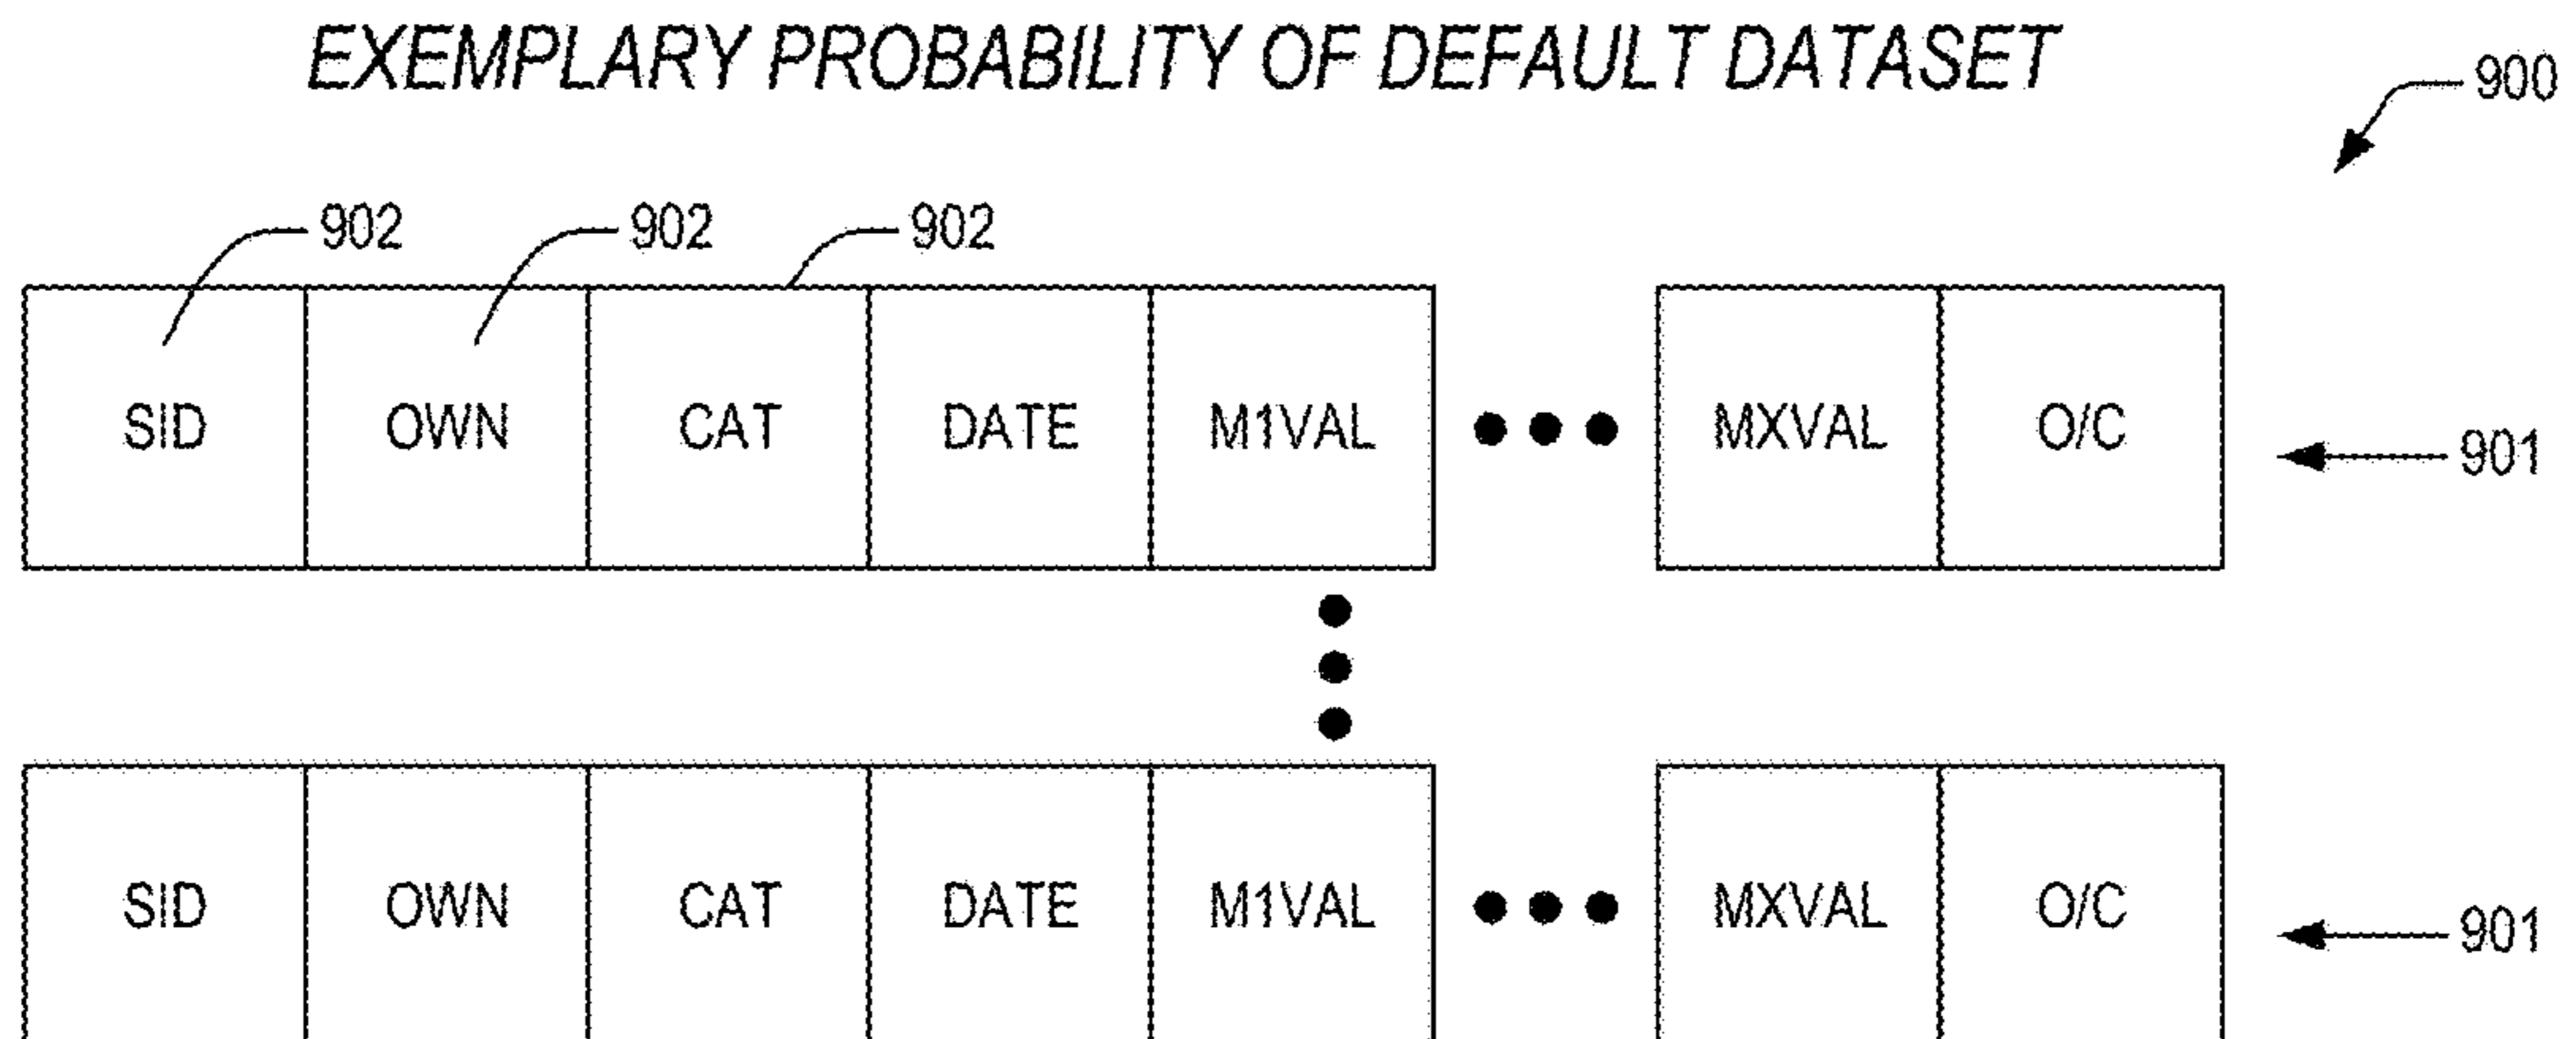 EXEMPLARY PROBABILITY OF DEFAULT DATASET
900
902 902 902
SID OWN CAT DATE M1VAL MXVAL O/C 901
SID OWN CAT DATE M1VAL MXVAL O/C 901